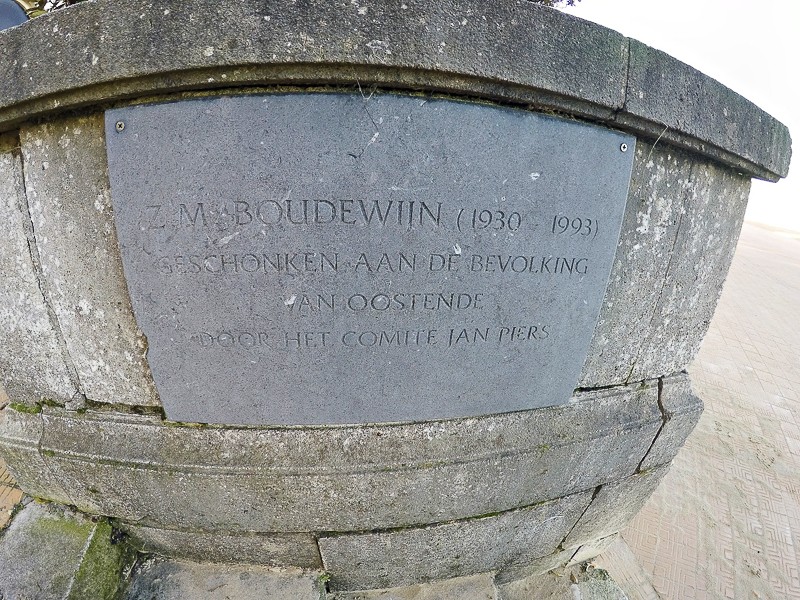 Z.M. BOUDEWIJN (1930 - 1993)
GESCHONKEN AAN DE BEVOLKING
VAN OOSTENDE
DOOR HET COMITE JAN PIERS